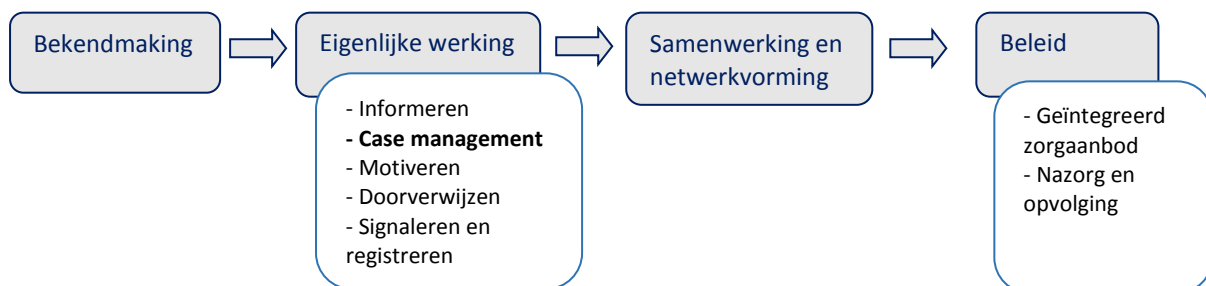 Bekendmaking
Eigenlijke werking
- Informeren
- Case management
- Motiveren
- Doorverwijzen
- Signaleren en
registreren
Samenwerking en
netwerkvorming
Beleid
- Geïntegreerd
zorgaanbod
- Nazorg en
opvolging